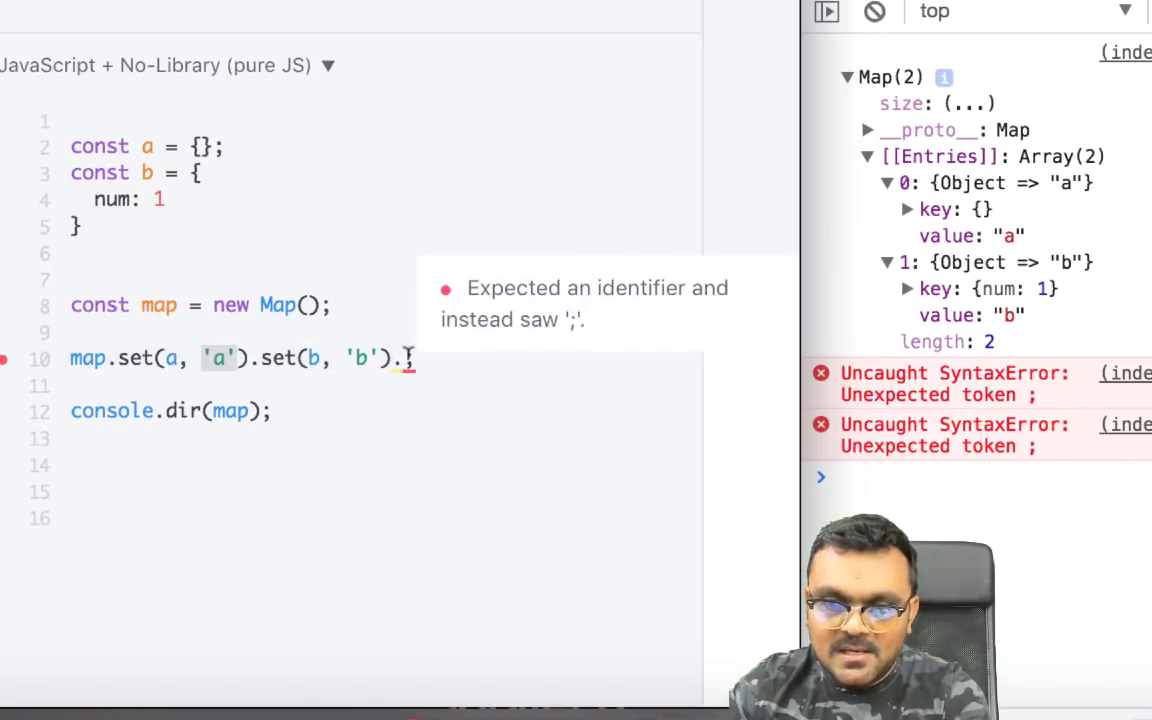 top
JavaScript + No-Library (pure JS) ▼
(inde
Map(2) i
size: (...)
__proto__: Map
[[Entries]]: Array(2)
0: {Object => "a"}
key: {}
value: "a"
1: {Object => "b"}
key: {num: 1}
value: "b"
length: 2
Uncaught SyntaxError: (inde
Unexpected token ;
Uncaught SyntaxError: (inde
Unexpected token ;
>
1
2 const a = {};
3 const b = {
4 num: 1
5 }
6
7
8 const map = new Map();
9
10 map.set(a, 'a').set(b, 'b').;
11
12 console.dir(map);
13
14
15
16
Expected an identifier and
instead saw ';'.